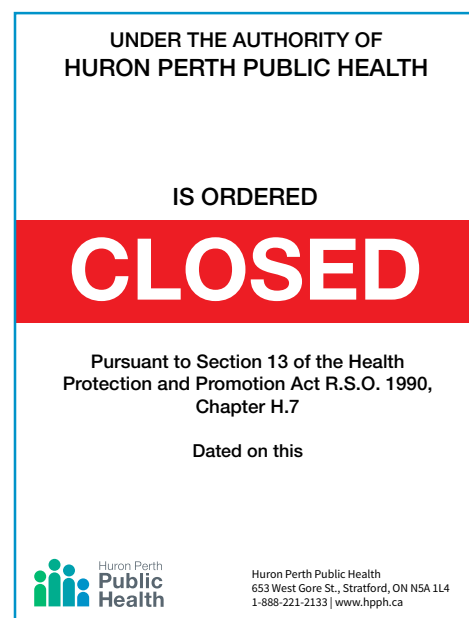 UNDER THE AUTHORITY OF
HURON PERTH PUBLIC HEALTH
IS ORDERED
CLOSED
Pursuant to Section 13 of the Health
Protection and Promotion Act R.S.O. 1990,
Chapter H.7
Dated on this
Huron Perth
Public
Health
Huron Perth Public Health
653 West Gore St., Stratford, ON N5A 1L4
1-888-221-2133 | www.hpph.ca